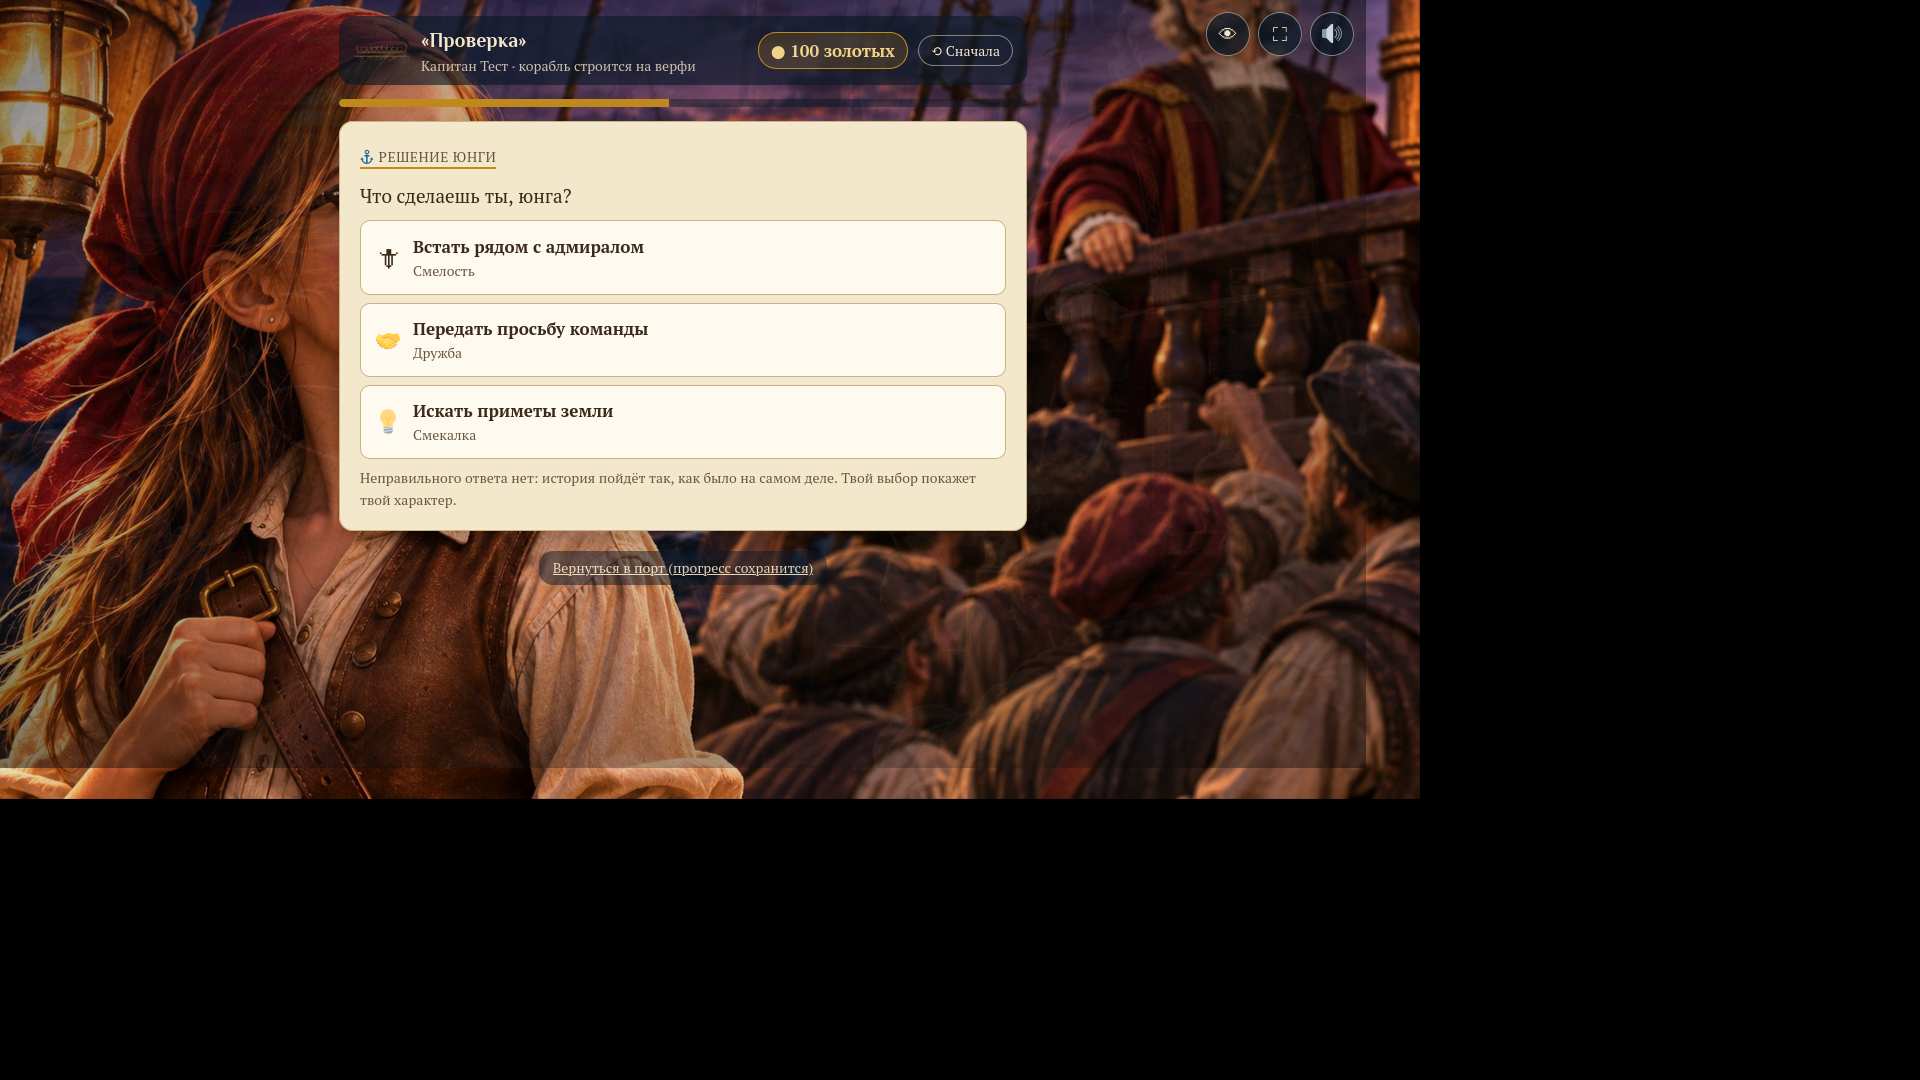 «Проверка»
Капитан Тест · корабль строится на верфи
100 золотых
⟲ Сначала
⚓ РЕШЕНИЕ ЮНГИ
Что сделаешь ты, юнга?
Встать рядом с адмиралом
Смелость
Передать просьбу команды
Дружба
Искать приметы земли
Смекалка
Неправильного ответа нет: история пойдёт так, как было на самом деле. Твой выбор покажет
твой характер.
Вернуться в порт (прогресс сохранится)